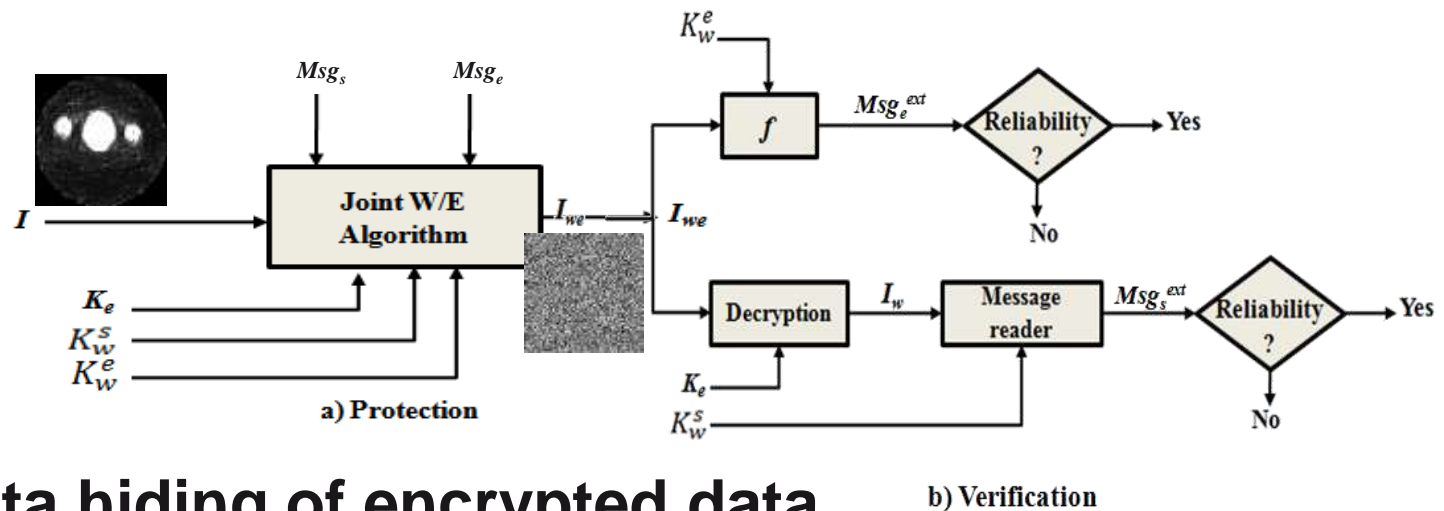 K_w^e
Msg_s
Msg_e
Msg_e^ext
f
Reliability
?
Yes
No
I
Joint W/E
Algorithm
I_we
I_we
K_e
K_w^s
K_w^e
a) Protection
Decryption
I_w
Message
reader
Msg_s^ext
Reliability
?
Yes
No
K_e
K_w^s
hiding of encrypted data
b) Verification